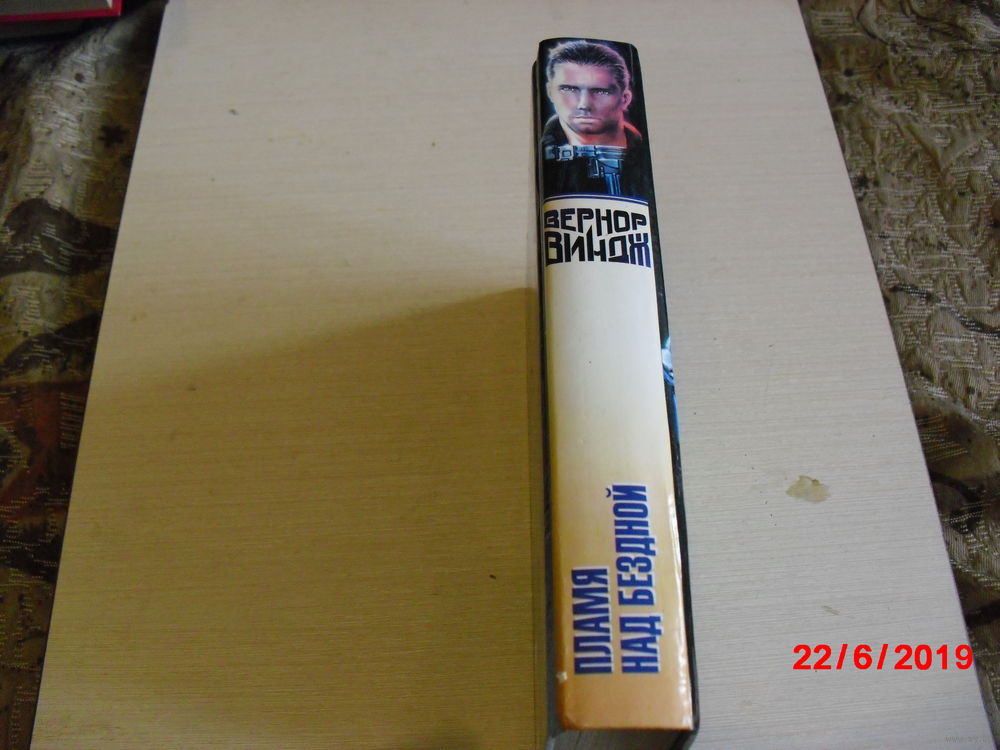 ВЕРНОР
ВИНДЖ
ПЛАМЯ
НАД БЕЗДНОЙ
22/6/2019